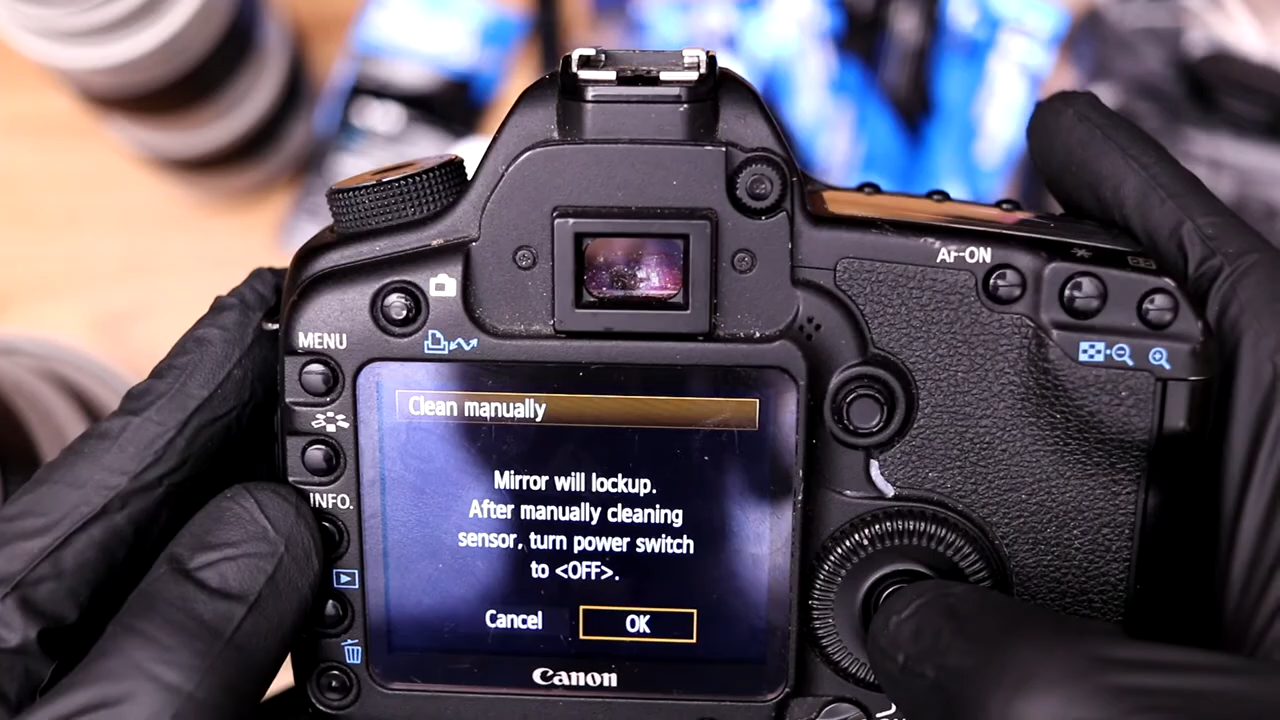 AF-ON
MENU
INFO.
Clean manually
Mirror will lockup.
After manually cleaning
sensor, turn power switch
to <OFF>.
Cancel OK
Canon